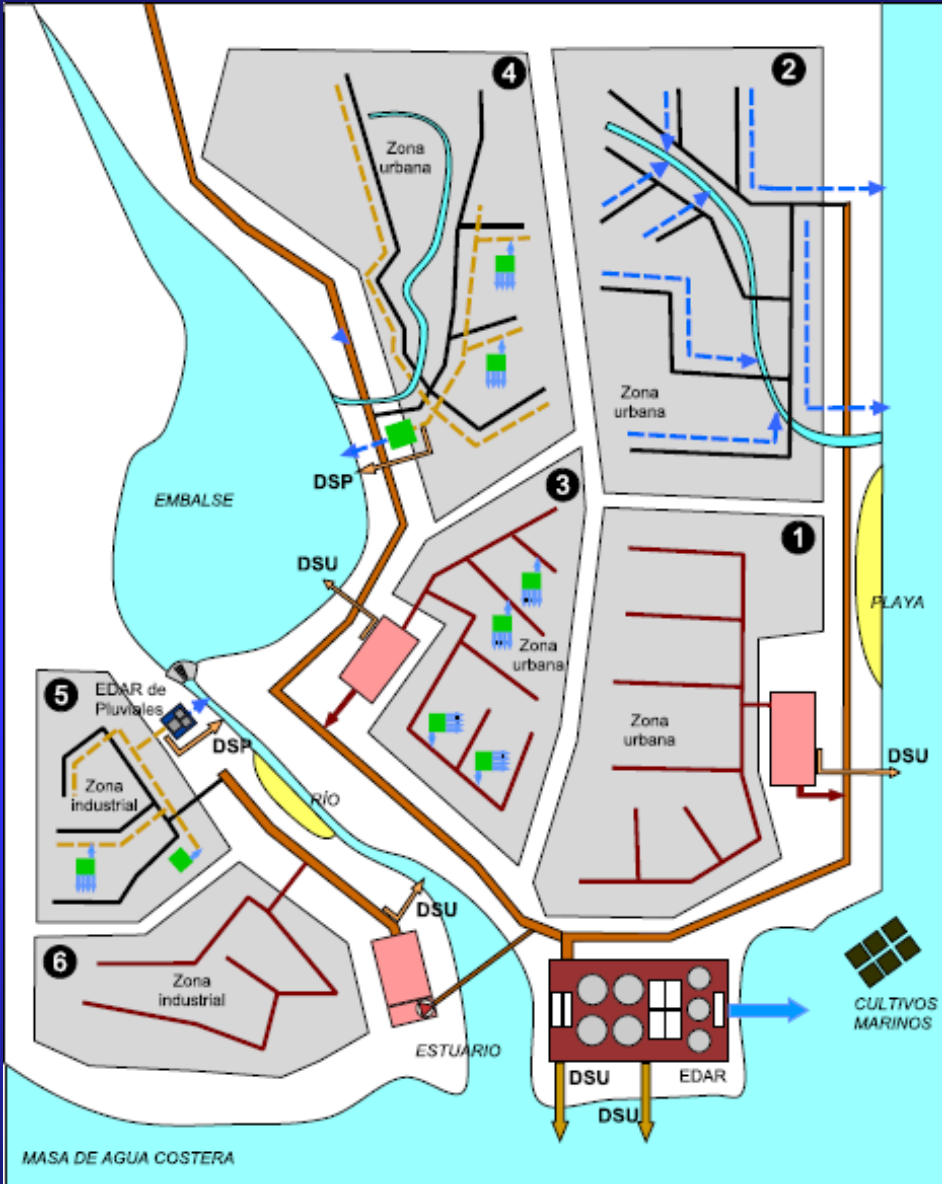 4
2
Zona
urbana
Zona
urbana
DSP
EMBALSE
3
1
DSU
PLAYA
Zona
urbana
5
EDAR de
Pluviales
Zona
urbana
DSP
DSU
Zona
industrial
RÍO
DSU
6
Zona
industrial
CULTIVOS
MARINOS
ESTUARIO
DSU
EDAR
DSU
MASA DE AGUA COSTERA